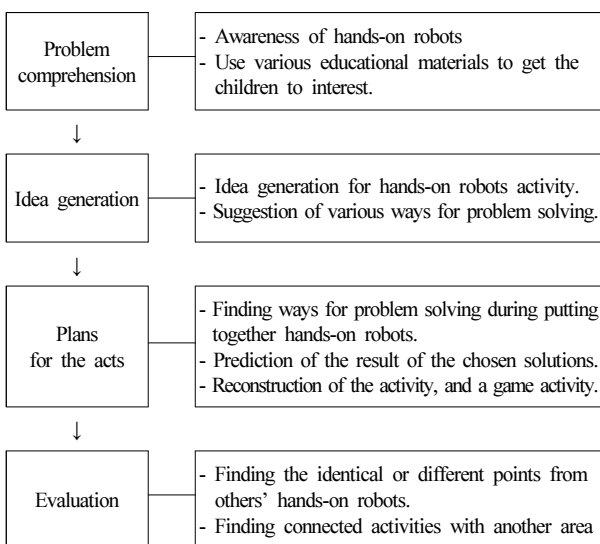 Problem
comprehension
- Awareness of hands-on robots
- Use various educational materials to get the
children to interest.
↓
Idea generation
- Idea generation for hands-on robots activity.
- Suggestion of various ways for problem solving.
↓
Plans
for the acts
- Finding ways for problem solving during putting
together hands-on robots.
- Prediction of the result of the chosen solutions.
- Reconstruction of the activity, and a game activity.
↓
Evaluation
- Finding the identical or different points from
others' hands-on robots.
- Finding connected activities with another area